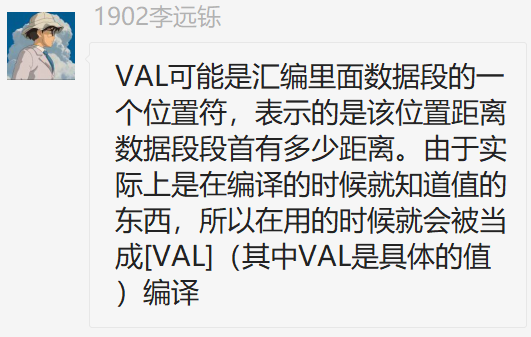 1902李远铄
VAL可能是汇编里面数据段的一
个位置符，表示的是该位置距离
数据段段首有多少距离。由于实
际上是在编译的时候就知道值的
东西，所以在用的时候就会被当
成[VAL]（其中VAL是具体的值
）编译